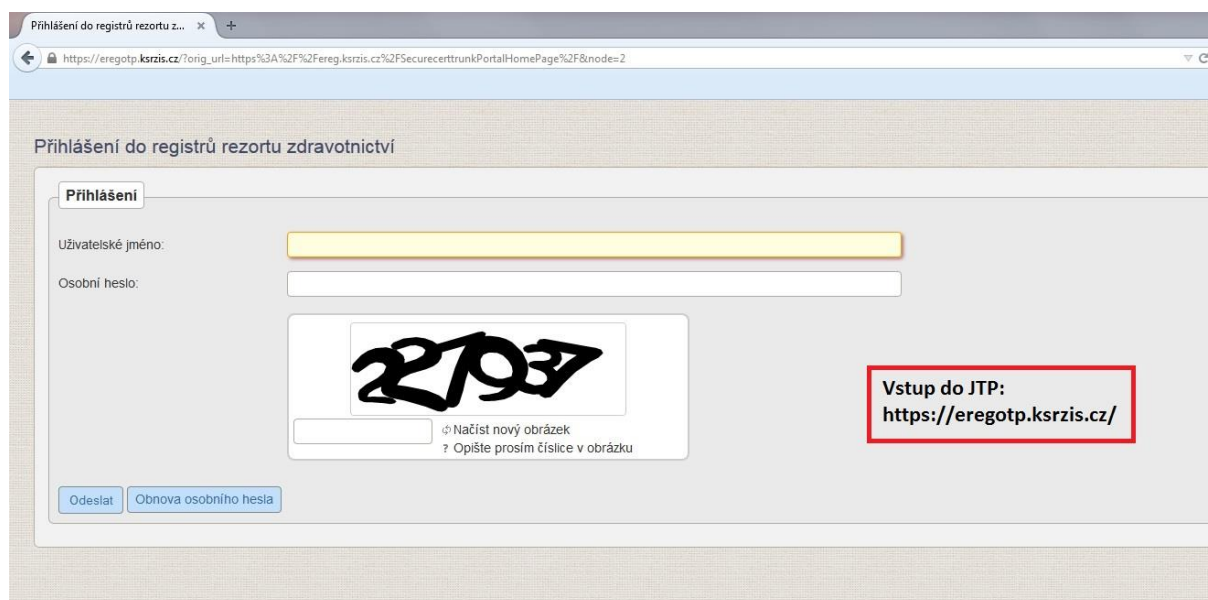 Přihlášení do registrů rezortu z... × +
https://eregotp.ksrzis.cz/?orig_url=https%3A%2F%2Fereg.ksrzis.cz%2FSecurecerttrunkPortalHomePage%2F&node=2
Přihlášení do registrů rezortu zdravotnictví
Přihlášení
Uživatelské jméno:
Osobní heslo:
Načíst nový obrázek
? Opište prosím číslice v obrázku
Vstup do JTP:
https://eregotp.ksrzis.cz/
Odeslat Obnova osobního hesla